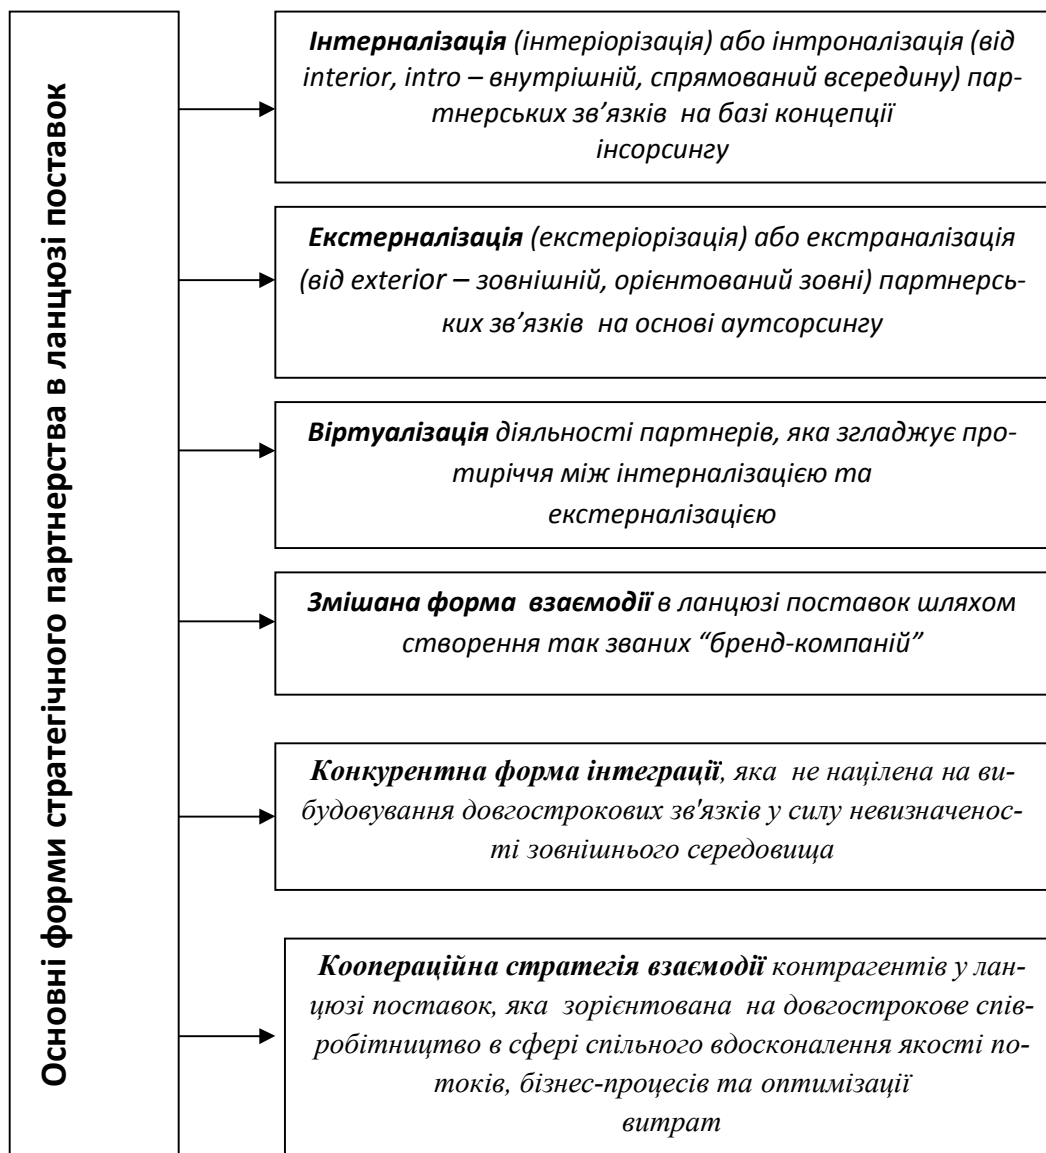 Основні форми стратегічного партнерства в ланцюзі поставок
Інтерналізація (інтеріорізація) або інтроналізація (від
interior, intro – внутрішній, спрямований всередину) пар-
тнерських зв’язків на базі концепції
інсорсингу
Екстерналізація (екстеріорізація) або екстраналізація
(від exterior – зовнішній, орієнтований зовні) партнерсь-
ких зв’язків на основі аутсорсингу
Віртуалізація діяльності партнерів, яка згладжує про-
тиріччя між інтерналізацією та
екстерналізацією
Змішана форма взаємодії в ланцюзі поставок шляхом
створення так званих “бренд-компаній”
Конкурентна форма інтеграції, яка не націлена на ви-
будовування довгострокових зв'язків у силу невизначенос-
ті зовнішнього середовища
Коопераційна стратегія взаємодії контрагентів у лан-
цюзі поставок, яка зорієнтована на довгострокове спів-
робітництво в сфері спільного вдосконалення якості по-
токів, бізнес-процесів та оптимізації
витрат